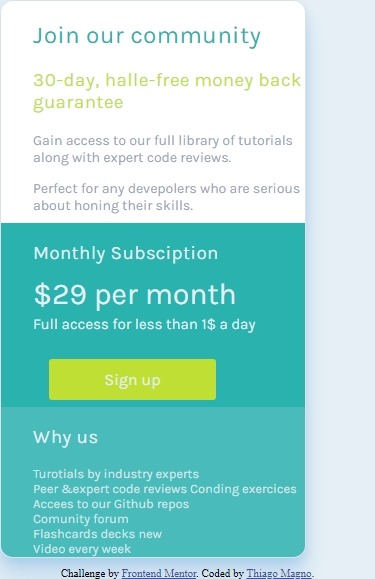 Join our community
30-day, halle-free money back
guarantee
Gain access to our full library of tutorials
along with expert code reviews.
Perfect for any devepolers who are serious
about honing their skills.
Monthly Subsciption
$29 per month
Full access for less than 1$ a day
Sign up
Why us
Turotials by industry experts
Peer &expert code reviews Conding exercices
Accees to our Github repos
Comunity forum
Flashcards decks new
Video every week
Challenge by Frontend Mentor. Coded by Thiago Magno.